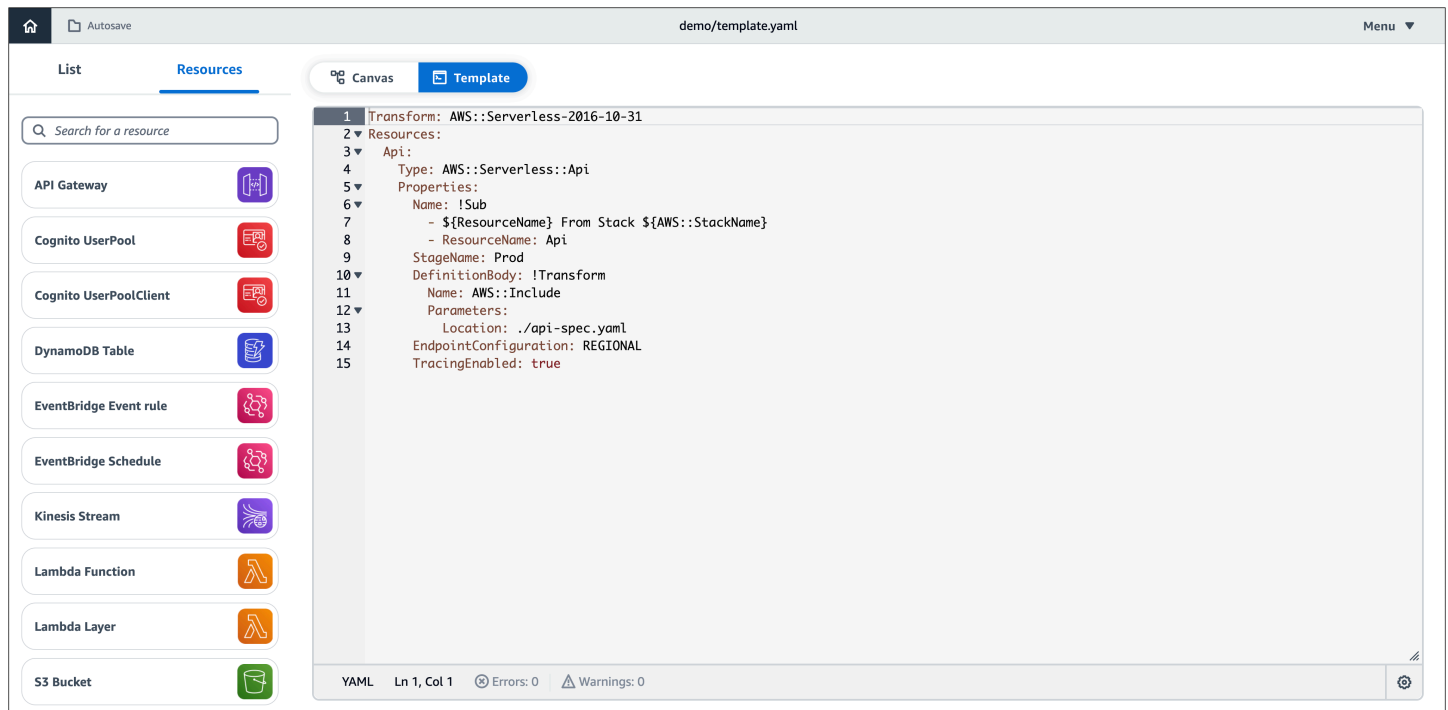 Autosave
demo/template.yaml
Menu
List
Resources
Canvas
Template
Search for a resource
API Gateway
Cognito UserPool
Cognito UserPoolClient
DynamoDB Table
EventBridge Event rule
EventBridge Schedule
Kinesis Stream
Lambda Function
Lambda Layer
S3 Bucket
1 Transform: AWS::Serverless-2016-10-31
2 Resources:
3   Api:
4     Type: AWS::Serverless::Api
5     Properties:
6       Name: !Sub
7         - ${ResourceName} From Stack ${AWS::StackName}
8         - ResourceName: Api
9       StageName: Prod
10       DefinitionBody: !Transform
11         Name: AWS::Include
12         Parameters:
13           Location: ./api-spec.yaml
14       EndpointConfiguration: REGIONAL
15       TracingEnabled: true
YAML Ln 1, Col 1 Errors: 0 Warnings: 0